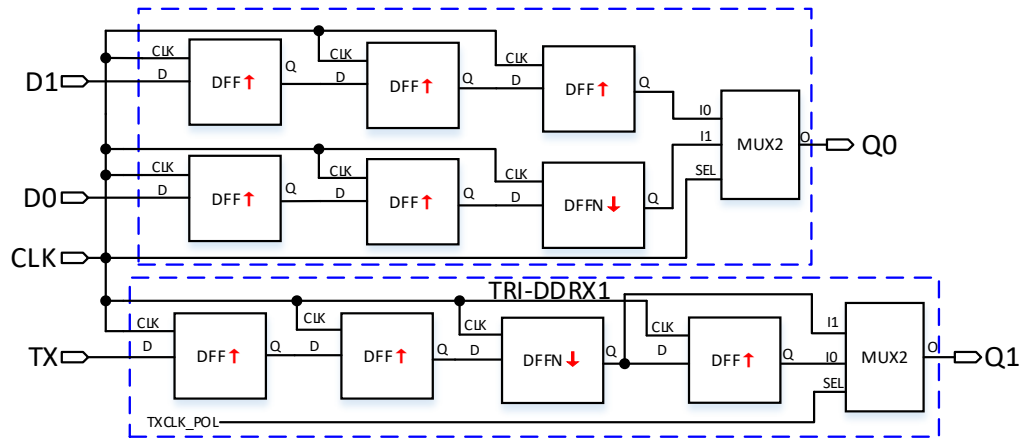 CLK
D
DFF↑
Q
CLK
D
DFF↑
Q
CLK
D
DFF↑
Q
D1
I0
I1
SEL
MUX2
O
Q0
CLK
D
DFF↑
Q
CLK
D
DFF↑
Q
CLK
D
DFFN↓
Q
D0
CLK
TRI-DDRX1
CLK
D
DFF↑
Q
D
DFF↑
Q
CLK
CLK
D
DFFN↓
Q
CLK
D
DFF↑
Q
I1
I0
SEL
MUX2
O
Q1
TX
TXCLK_POL